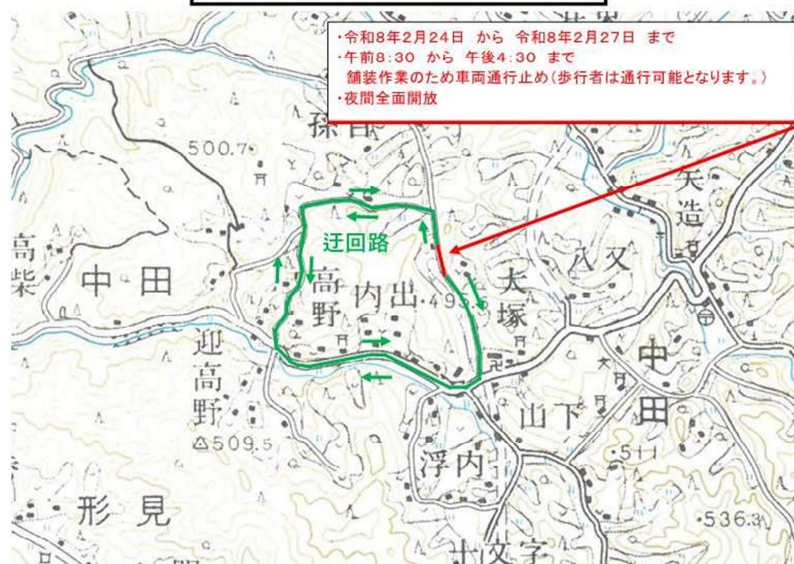 ・令和8年2月24日 から 令和8年2月27日 まで
・午前8:30 から 午後4:30 まで
舗装作業のため車両通行止め(歩行者は通行可能となります。)
・夜間全面開放
500.7
矢造
迂回路
高柴
中田
高野
内出
大塚
八又
迎高野
中田
山下
509.5
浮内
511
形見
536.3
十文字